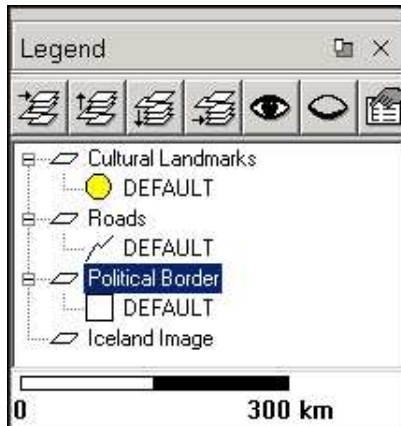 Legend
Cultural Landmarks
DEFAULT
Roads
DEFAULT
Political Border
DEFAULT
Iceland Image
0 300 km